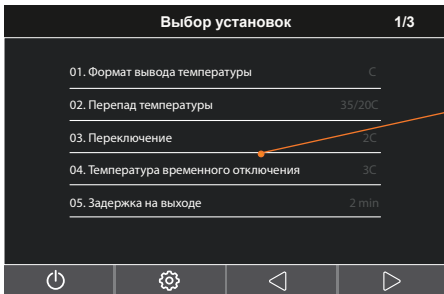 Выбор установок 1/3
01. Формат вывода температуры C
02. Перепад температуры 35/20C
03. Переключение 2C
04. Температура временного отключения 3C
05. Задержка на выходе 2 min